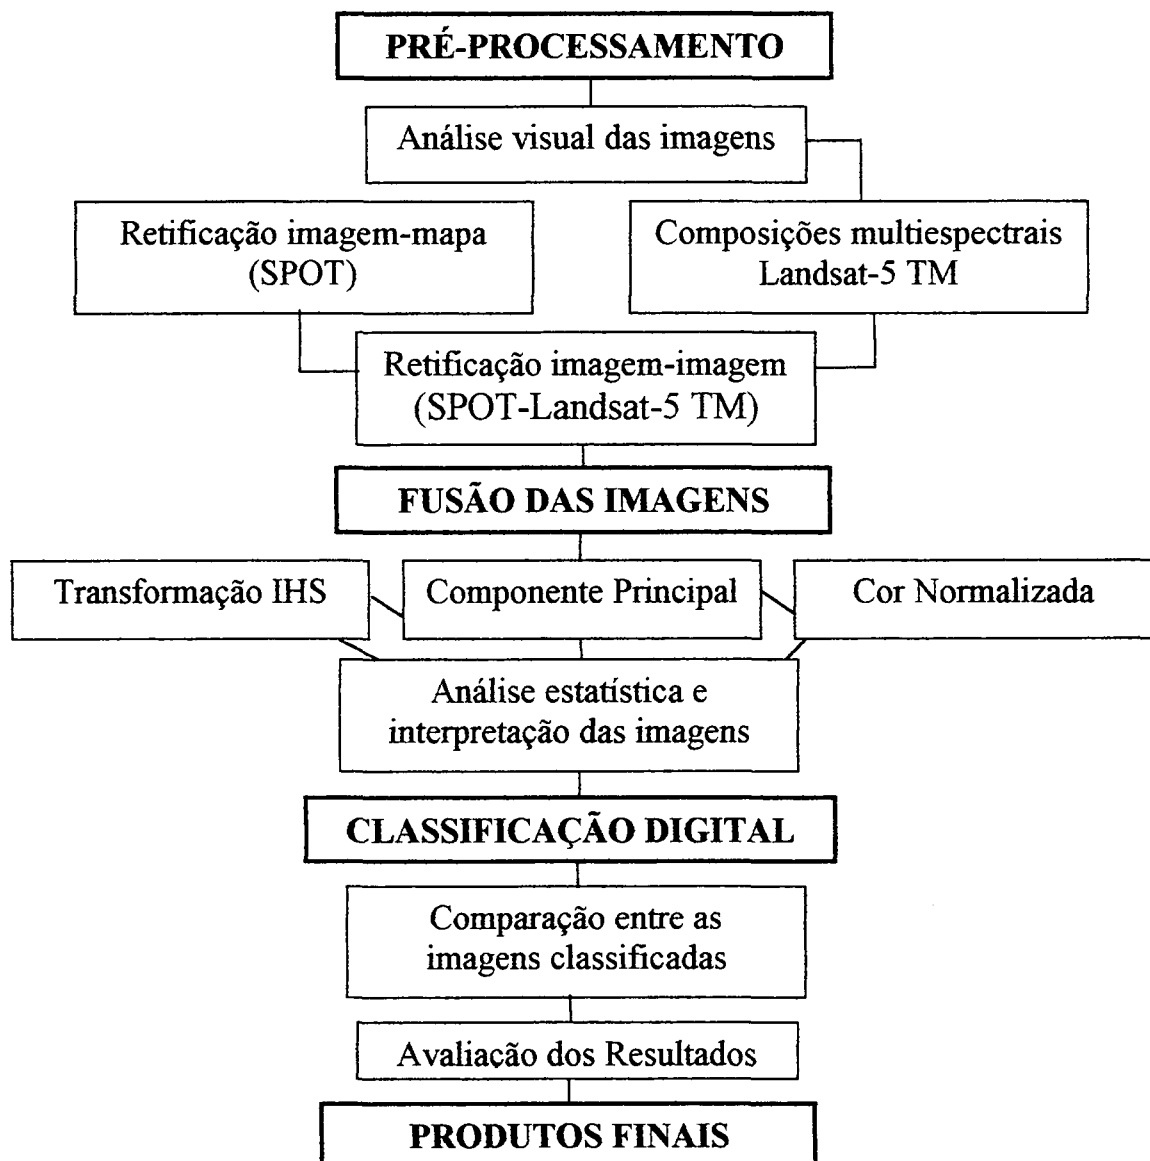 PRÉ-PROCESSAMENTO
Análise visual das imagens
Retificação imagem-mapa
(SPOT)
Composições multiespectrais
Landsat-5 TM
Retificação imagem-imagem
(SPOT-Landsat-5 TM)
FUSÃO DAS IMAGENS
Transformação IHS
Componente Principal
Cor Normalizada
Análise estatística e
interpretação das imagens
CLASSIFICAÇÃO DIGITAL
Comparação entre as
imagens classificadas
Avaliação dos Resultados
PRODUTOS FINAIS